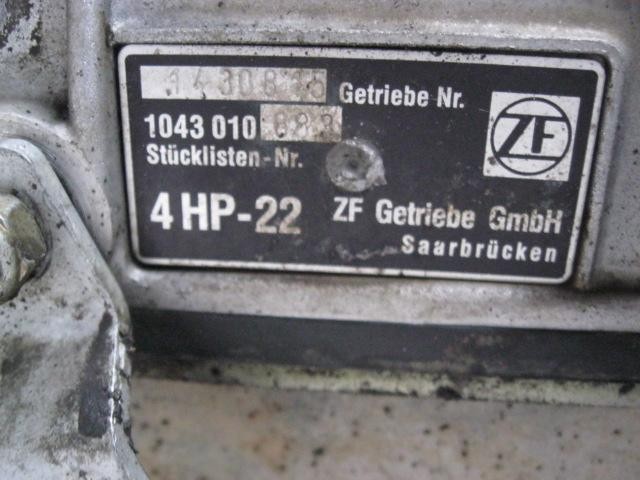 Getriebe Nr.
1043 010
Stücklisten-Nr.
ZF
4 HP-22 ZF Getriebe GmbH
Saarbrücken